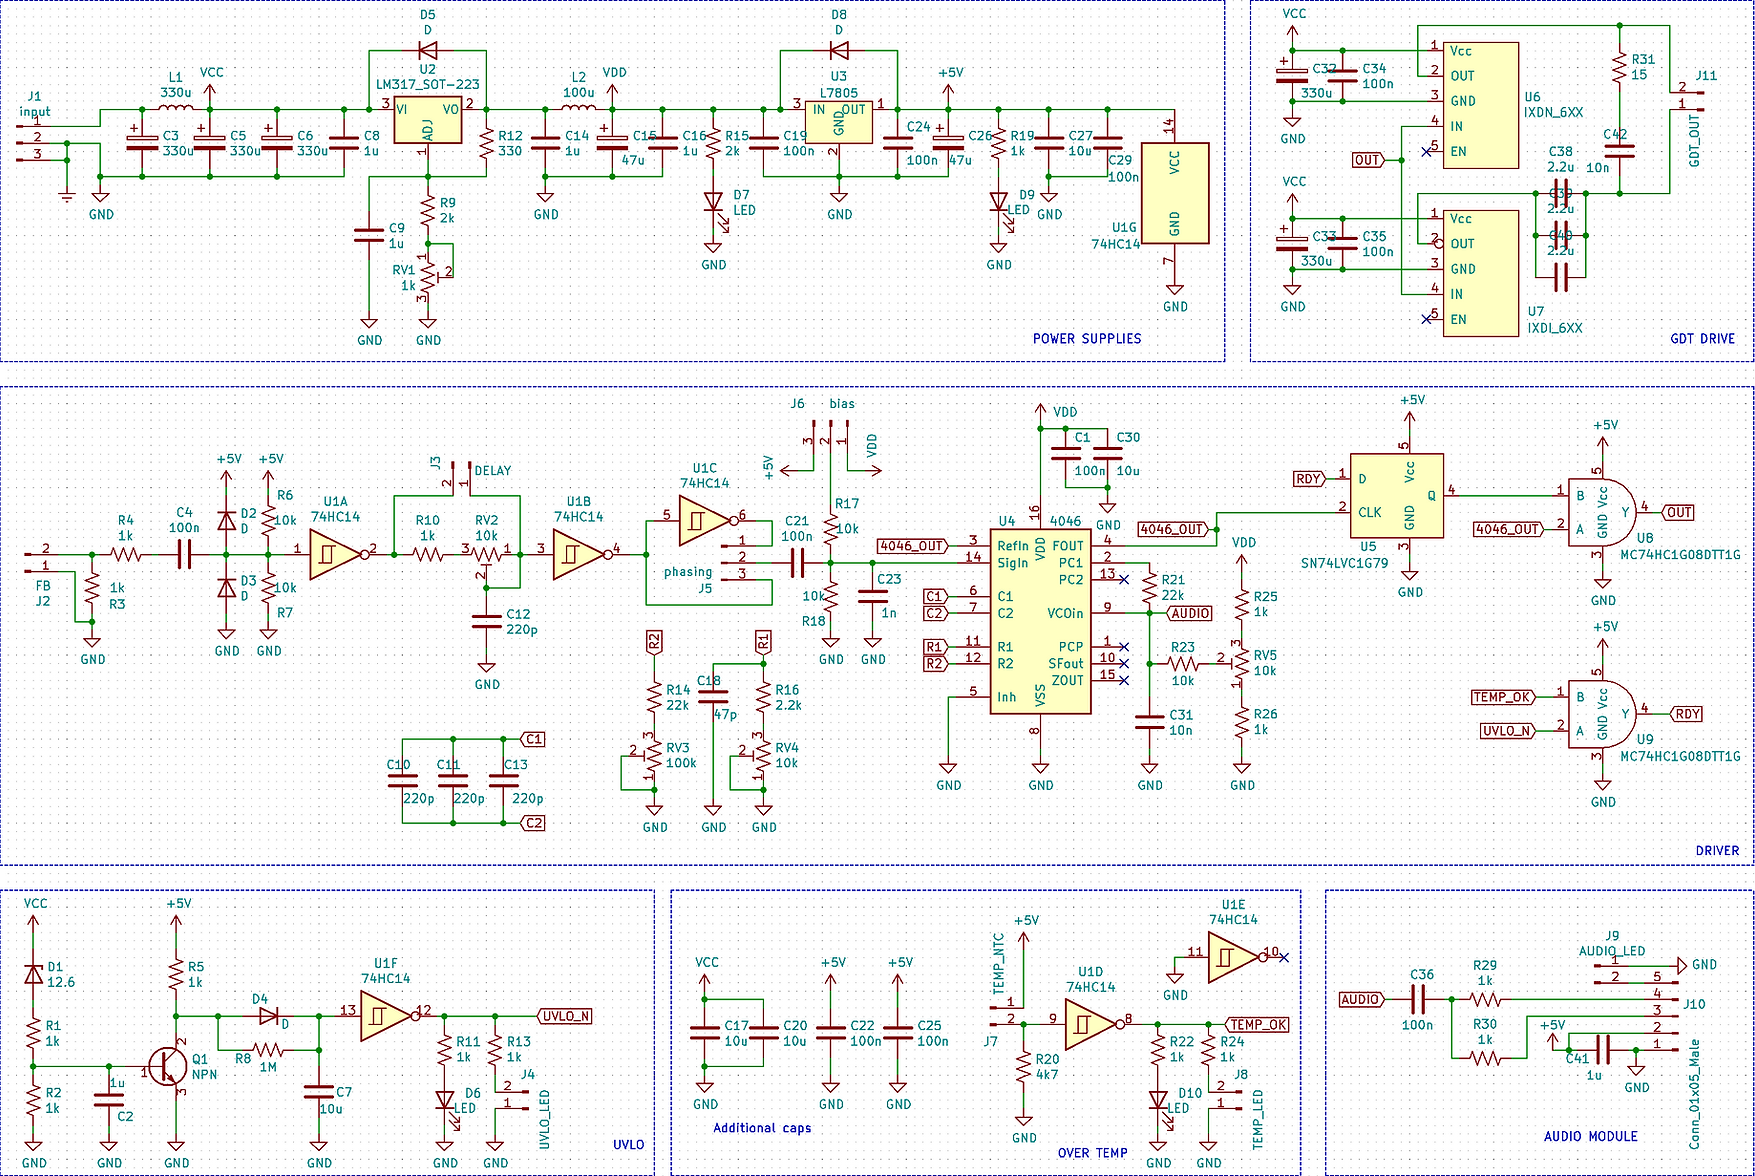 J1
input
1
2
3
GND
L1
330u
VCC
C3
330u
C5
330u
C6
330u
C8
1u
D5
D
U2
LM317_SOT-223
3 VI VO 2
ADJ
1
R12
330
C9
1u
R9
2k
RV1
1k
1
2
3
GND
GND
C14
1u
GND
L2
100u
VDD
C15
47u
C16
1u
R15
2k
D7
LED
GND
C19
100n
D8
D
U3
L7805
3 IN OUT 1
GND
2
GND
C24
100n
+5V
C26
47u
R19
1k
D9
LED
GND
C27
10u
GND
C29
100n
14
VCC
GND
7
U1G
74HC14
GND
POWER SUPPLIES
VCC
C32
330u
C34
100n
GND
1 Vcc
2 OUT
3 GND
4 IN
5 EN
U6
IXDN_6XX
OUT
VCC
C33
330u
C35
100n
GND
1 Vcc
2 OUT
3 GND
4 IN
5 EN
U7
IXDI_6XX
C38
2.2u
C39
2.2u
C40
2.2u
R31
15
C42
10n
J11
2
1
GDT_OUT
GDT DRIVE
2
1
FB
J2
1k
R3
GND
R4
1k
C4
100n
+5V
D2
D
D3
D
GND
+5V
R6
10k
10k
R7
GND
U1A
74HC14
1
2
J3
2
1
DELAY
R10
1k
RV2
10k
3
1
2
C12
220p
GND
U1B
74HC14
3
4
U1C
74HC14
5
6
1
2
3
phasing
J5
C21
100n
J6
bias
3
2
1
+5V
VDD
R17
10k
10k
R18
GND
C23
1n
GND
C10
220p
C11
220p
C13
220p
C1
C2
R2
R14
22k
RV3
100k
3
2
1
GND
C18
47p
GND
R1
R16
2.2k
RV4
10k
3
2
1
GND
VDD
C1
100n
C30
10u
GND
U4
4046
16
VDD
4046_OUT
3 RefIn
14 SigIn
C1
6 C1
C2
7 C2
R1
11 R1
R2
12 R2
5 Inh
VSS
8
FOUT 4
PC1 2
PC2 13
VCOin 9
PCP 1
SFout 10
ZOUT 15
GND
GND
4046_OUT
R21
22k
AUDIO
R23
10k
C31
10n
GND
VDD
R25
1k
RV5
10k
3
2
1
R26
1k
GND
+5V
5
Vcc
RDY
1 D
2 CLK
Q 4
GND
3
U5
SN74LVC1G79
GND
+5V
5
1 B
4046_OUT
2 A
GND Vcc
Y 4
OUT
3
U8
MC74HC1G08DTT1G
GND
+5V
5
TEMP_OK
1 B
UVLO_N
2 A
GND Vcc
Y 4
RDY
3
U9
MC74HC1G08DTT1G
GND
DRIVER
VCC
D1
12.6
R1
1k
R2
1k
GND
1u
C2
GND
+5V
R5
1k
Q1
NPN
1
2
3
GND
D4
D
R8
1M
C7
10u
GND
U1F
74HC14
13
12
UVLO_N
R11
1k
D6
LED
GND
R13
1k
J4
2
1
UVLO_LED
GND
UVLO
VCC
C17
10u
C20
10u
GND
+5V
C22
100n
GND
+5V
C25
100n
GND
Additional caps
+5V
TEMP_NTC
1
2
J7
R20
4k7
GND
U1D
74HC14
9
8
U1E
74HC14
11
10
GND
TEMP_OK
R22
1k
D10
LED
GND
R24
1k
J8
2
1
TEMP_LED
GND
OVER TEMP
AUDIO
C36
100n
R29
1k
R30
1k
J9
AUDIO_LED
1
2
GND
5
4
3
2
1
J10
+5V
C41
1u
GND
Conn_01x05_Male
AUDIO MODULE